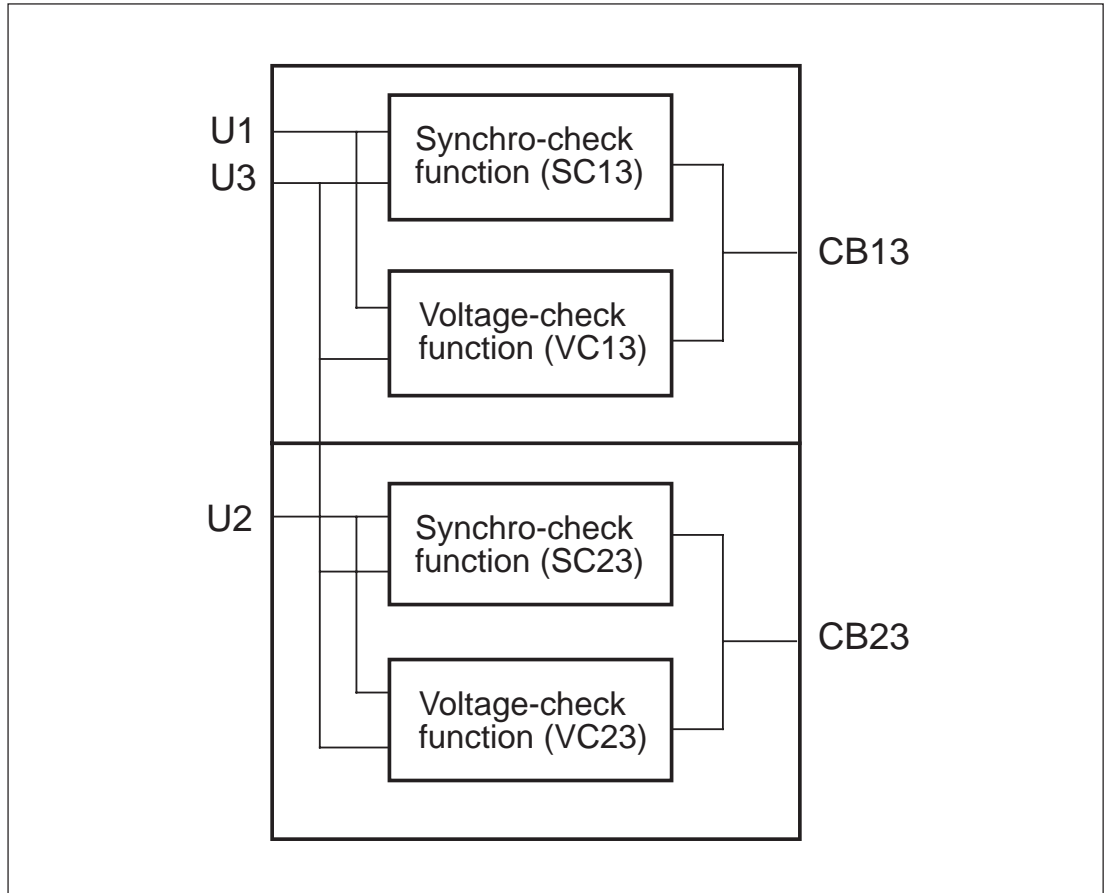 U1
U3
Synchro-check
function (SC13)
Voltage-check
function (VC13)
CB13
U2
Synchro-check
function (SC23)
Voltage-check
function (VC23)
CB23